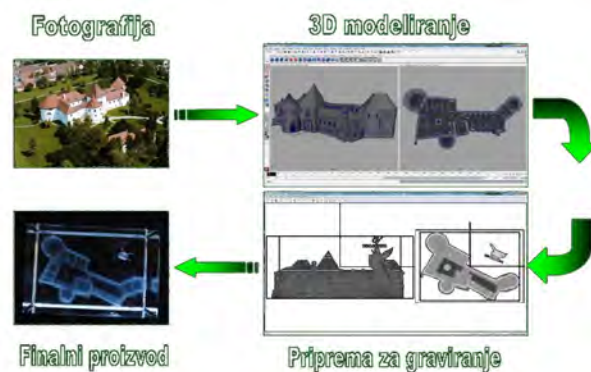 Fotografija
3D modeliranje
Finalni proizvod
Priprema za graviranje